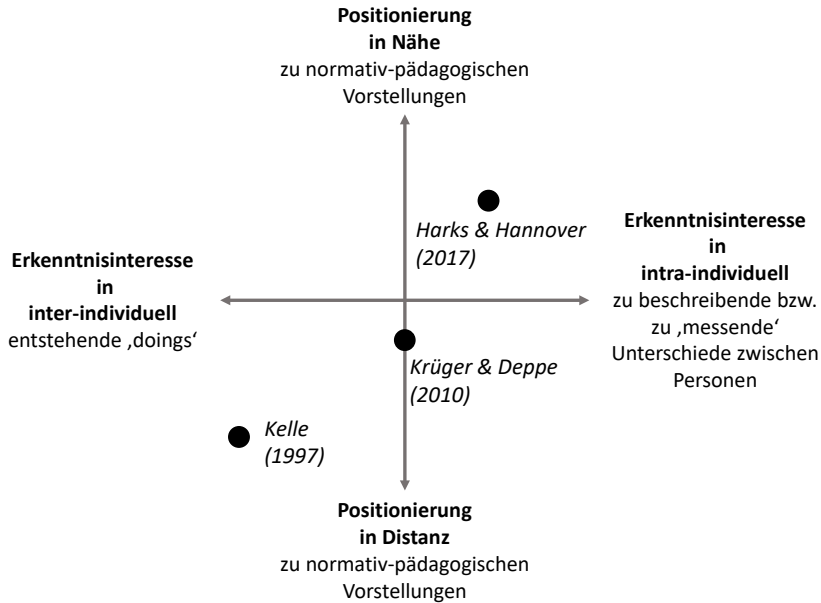 Positionierung
in Nähe
zu normativ-pädagogischen
Vorstellungen
Harks & Hannover
(2017)
Erkenntnisinteresse
in
inter-individuell
entstehende ‚doings‘
Erkenntnisinteresse
in
intra-individuell
zu beschreibende bzw.
zu ‚messende‘
Unterschiede zwischen
Personen
Krüger & Deppe
(2010)
Kelle
(1997)
Positionierung
in Distanz
zu normativ-pädagogischen
Vorstellungen